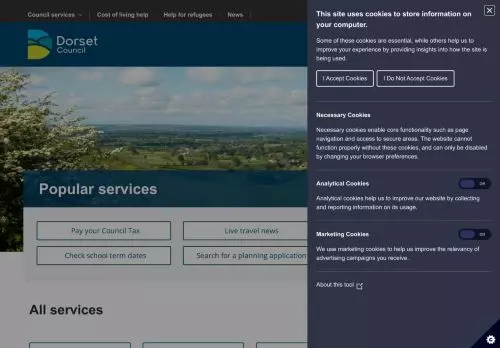 Council services
Cost of living help
Help for refugees
News
Dorset
Council
Popular services
Pay your Council Tax
Live travel news
Check school term dates
Search for a planning application
All services
This site uses cookies to store information on
your computer.
Some of these cookies are essential, while others help us to
improve your experience by providing insights into how the site is
being used.
I Accept Cookies
I Do Not Accept Cookies
Necessary Cookies
Necessary cookies enable core functionality such as page
navigation and access to secure areas. The website cannot
function properly without these cookies, and can only be disabled
by changing your browser preferences.
Analytical Cookies
Off
Analytical cookies help us to improve our website by collecting
and reporting information on its usage.
Marketing Cookies
Off
We use marketing cookies to help us improve the relevancy of
advertising campaigns you receive.
About this tool